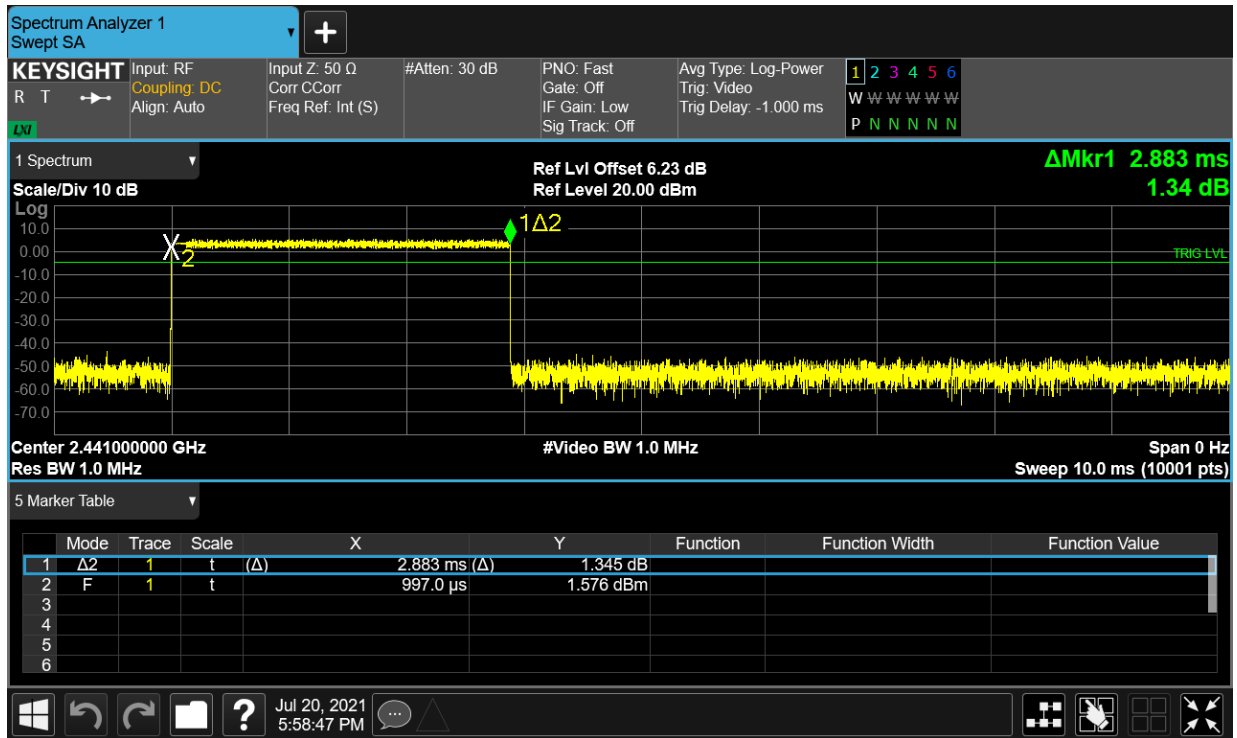 Spectrum Analyzer 1
Swept SA
KEYSIGHT
R T
LXI
Input: RF
Coupling: DC
Align: Auto
Input Z: 50 Ω
Corr CCorr
Freq Ref: Int (S)
#Atten: 30 dB
PNO: Fast
Gate: Off
IF Gain: Low
Sig Track: Off
Avg Type: Log-Power
Trig: Video
Trig Delay: -1.000 ms
1 2 3 4 5 6
W W W W W W
P N N N N N
1 Spectrum
Scale/Div 10 dB
Ref Lvl Offset 6.23 dB
Ref Level 20.00 dBm
ΔMkr1 2.883 ms
1.34 dB
Log
10.0
0.00
-10.0
-20.0
-30.0
-40.0
-50.0
-60.0
-70.0
1Δ2
2
TRIG LVL
Center 2.441000000 GHz
Res BW 1.0 MHz
#Video BW 1.0 MHz
Span 0 Hz
Sweep 10.0 ms (10001 pts)
5 Marker Table
Mode Trace Scale X Y Function Function Width Function Value
1 Δ2 1 t (Δ) 2.883 ms (Δ) 1.345 dB
2 F 1 t 997.0 µs 1.576 dBm
3
4
5
6
?
Jul 20, 2021
5:58:47 PM